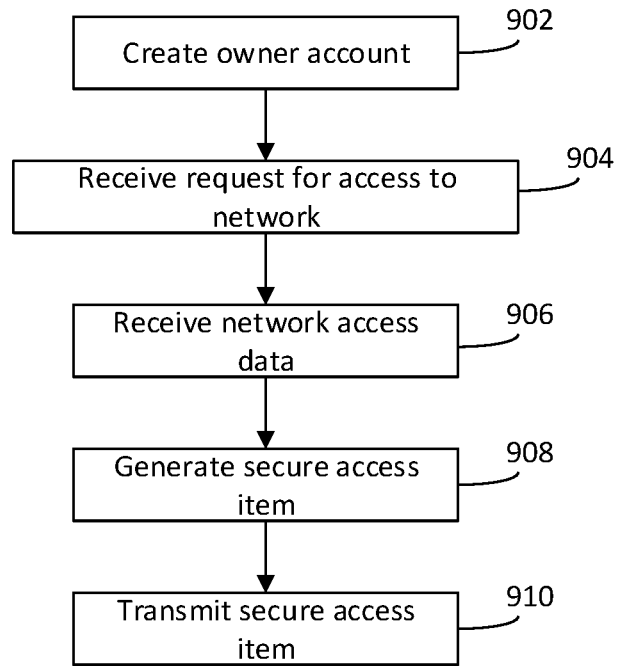 902
Create owner account
904
Receive request for access to
network
906
Receive network access
data
908
Generate secure access
item
910
Transmit secure access
item